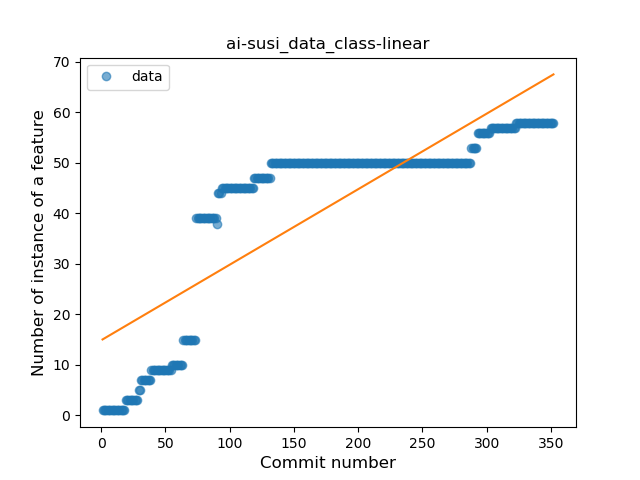 ai-susi_data_class-linear
data
Number of instance of a feature
70
60
50
40
30
20
10
0
0 50 100 150 200 250 300 350
Commit number